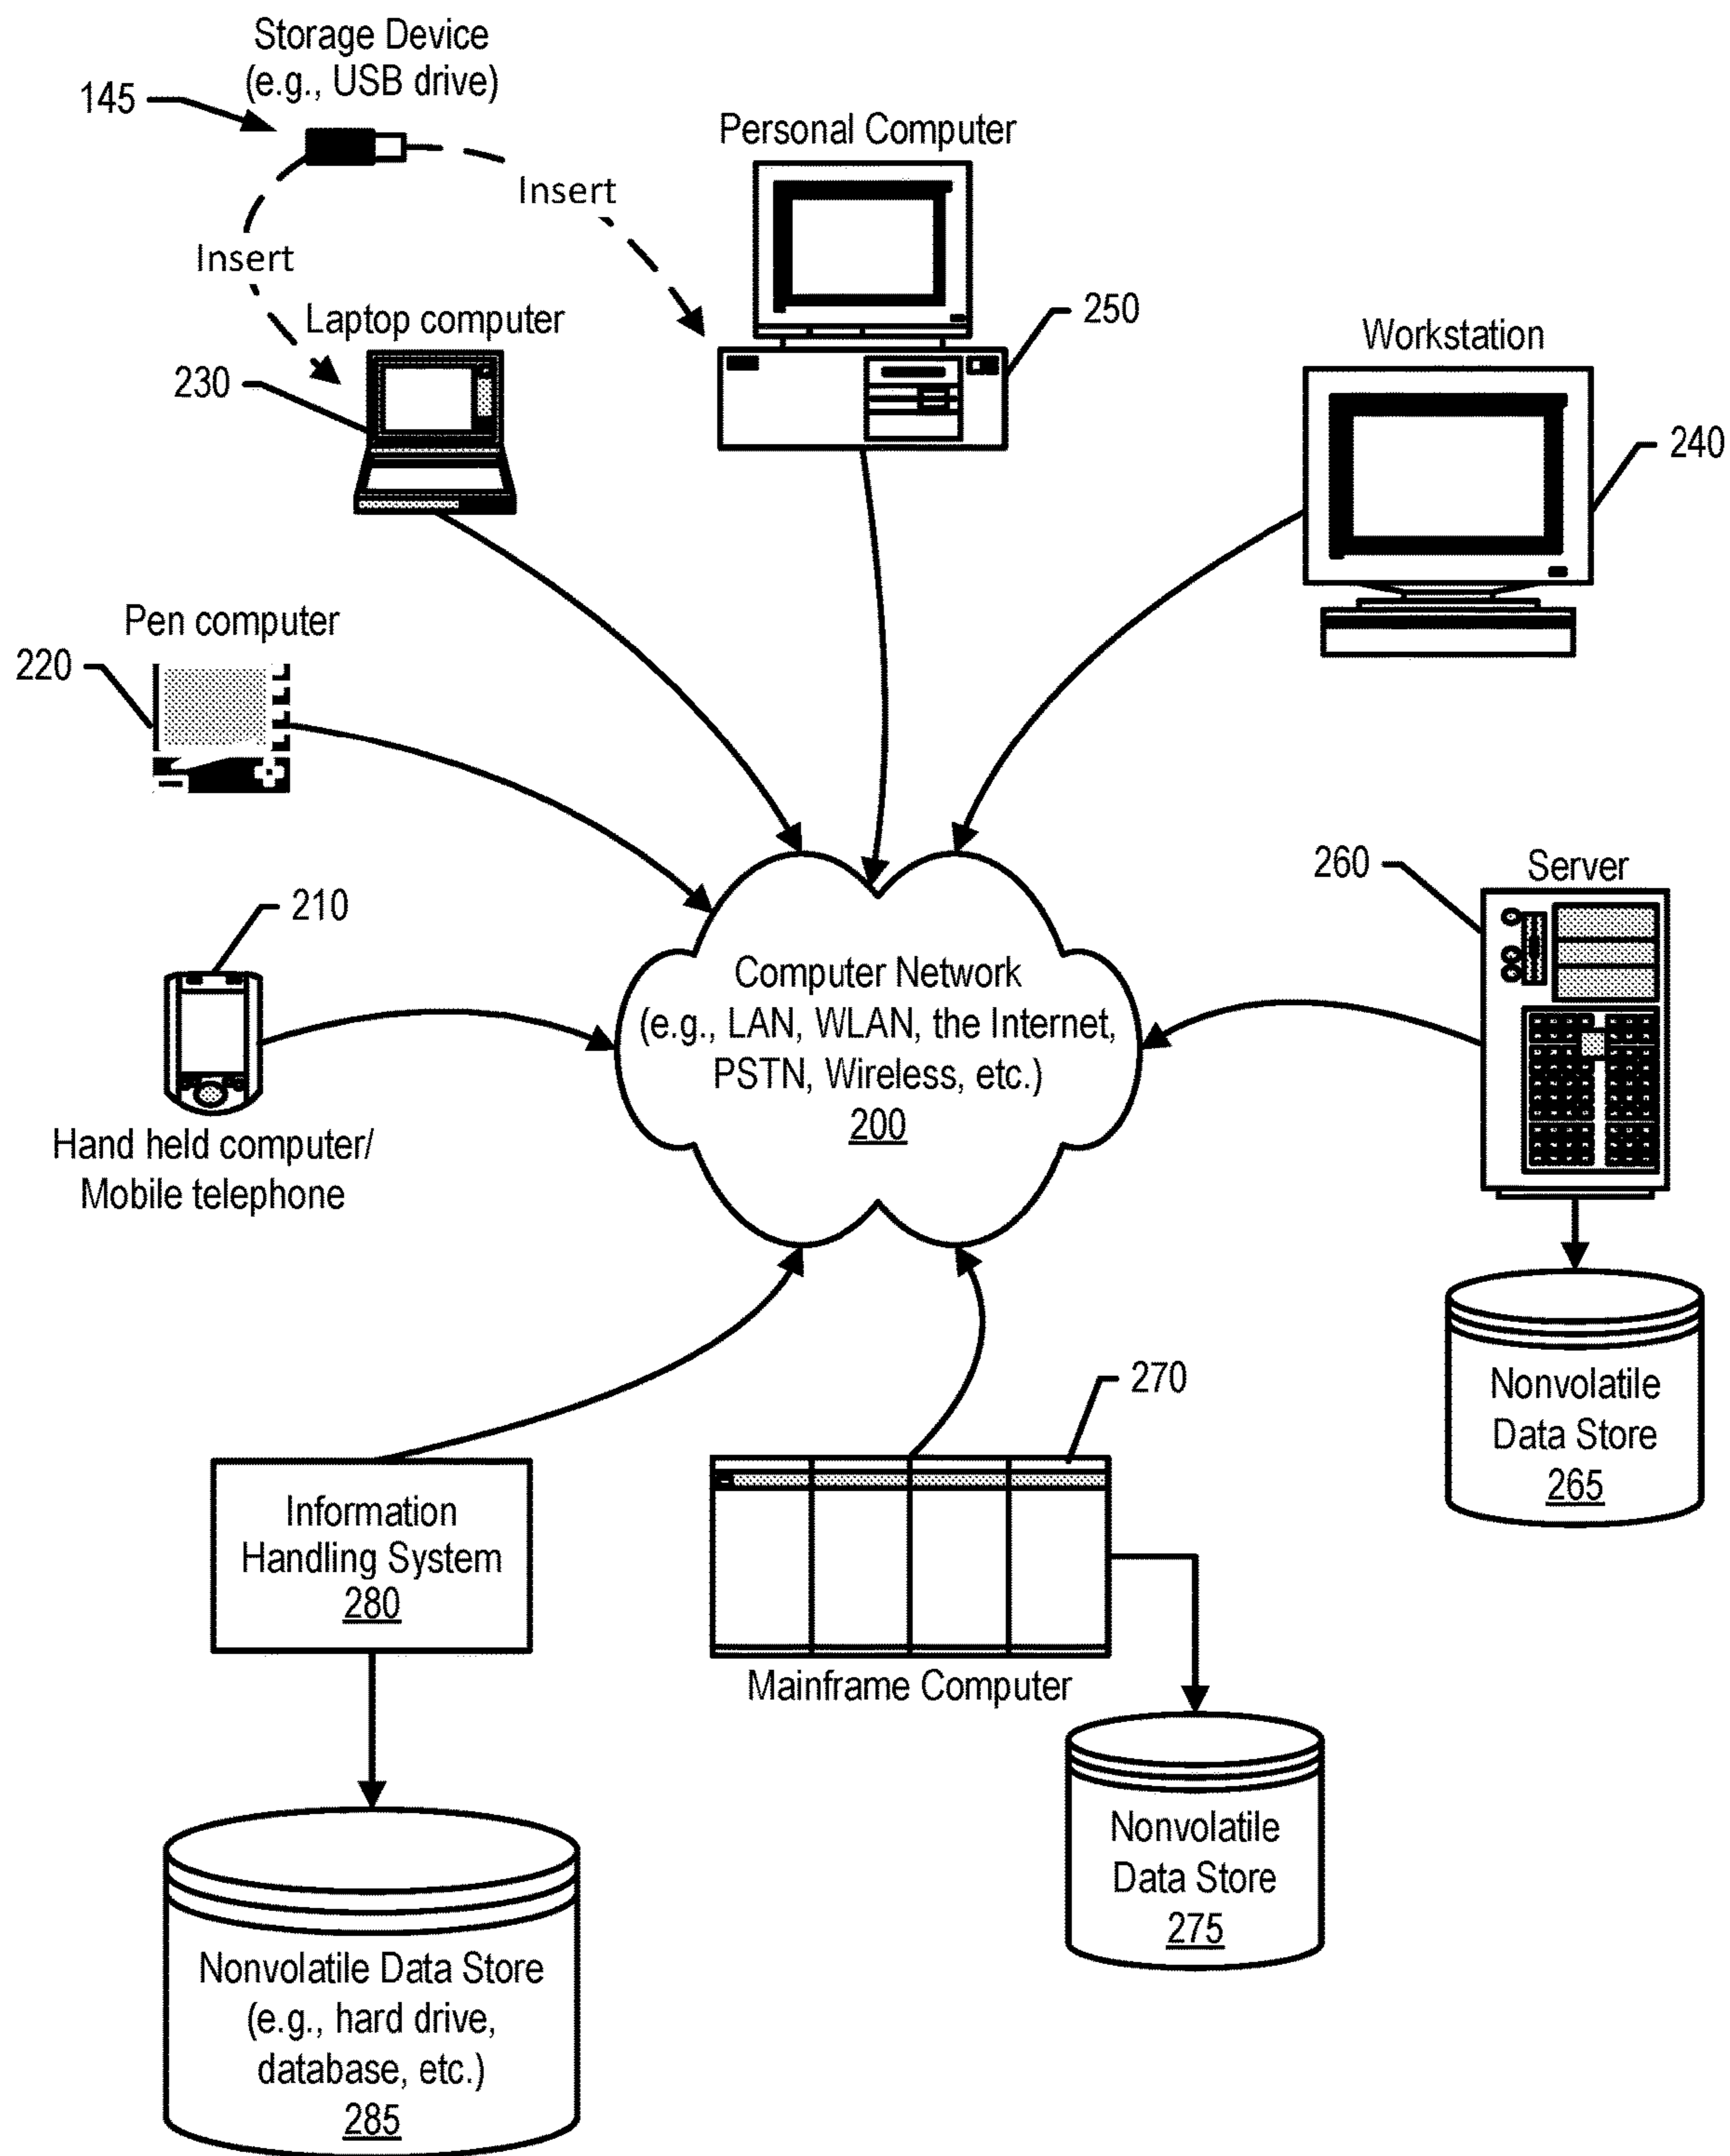 Storage Device
(e.g., USB drive)
145
Insert
Insert
Personal Computer
250
Laptop computer
230
Workstation
240
Pen computer
220
210
Hand held computer/
Mobile telephone
Computer Network
(e.g., LAN, WLAN, the Internet,
PSTN, Wireless, etc.)
200
260
Server
Nonvolatile
Data Store
265
270
Mainframe Computer
Nonvolatile
Data Store
275
Information
Handling System
280
Nonvolatile Data Store
(e.g., hard drive,
database, etc.)
285